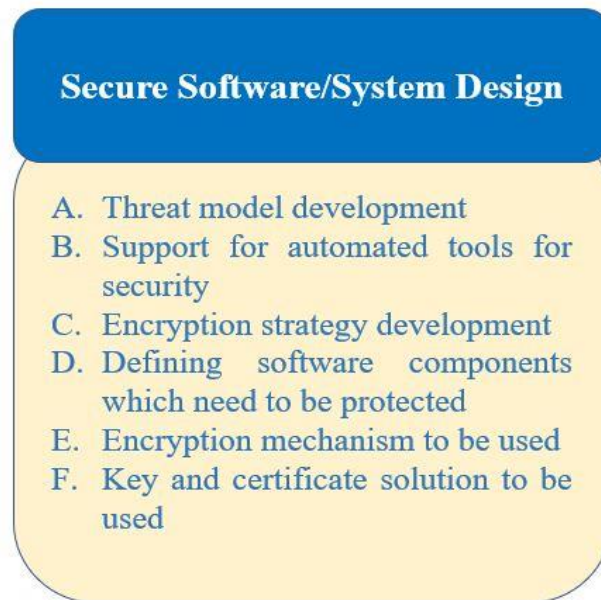 Secure Software/System Design
A. Threat model development
B. Support for automated tools for
security
C. Encryption strategy development
D. Defining software components
which need to be protected
E. Encryption mechanism to be used
F. Key and certificate solution to be
used